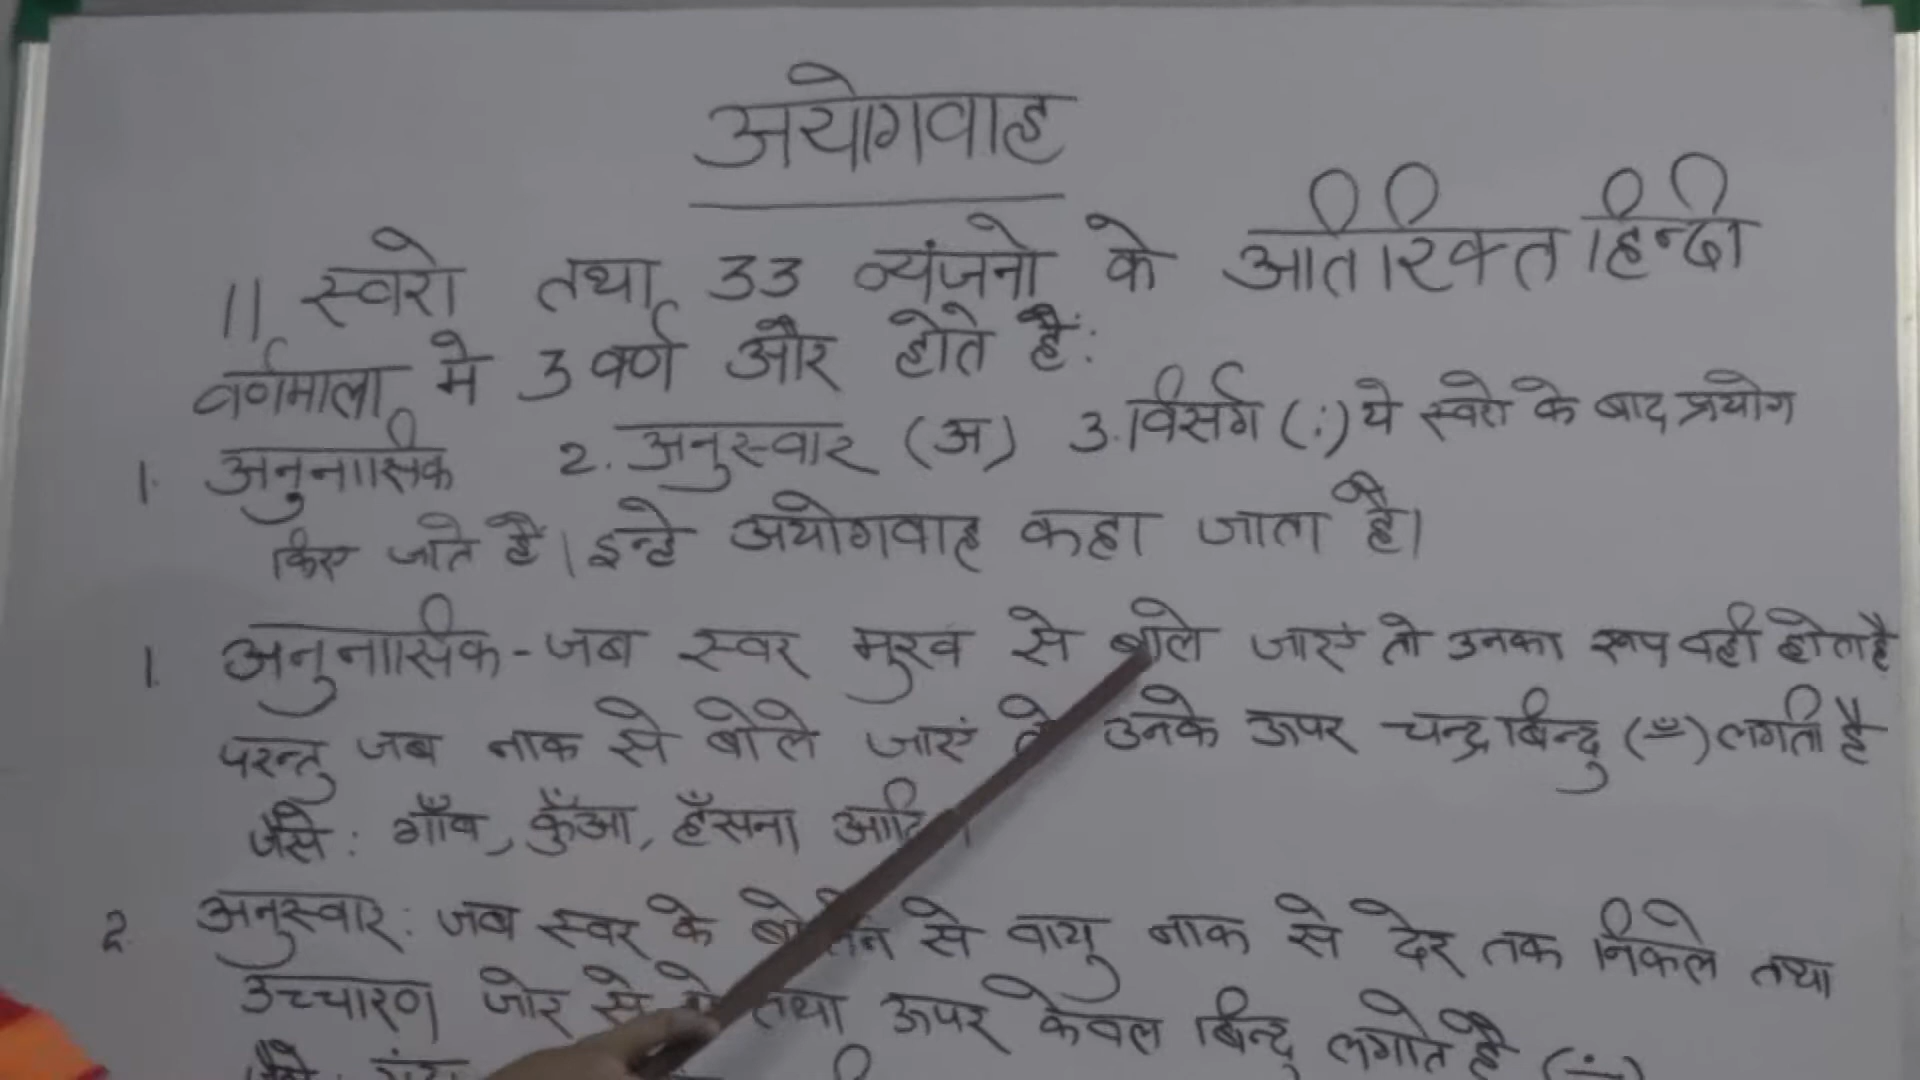 अयोगवाह
11 स्वरो तथा 33 व्यंजनो के अतिरिक्त हिन्दी
वर्णमाला मे 3 वर्ण और होते हैं:
1. अनुनासिक 2. अनुस्वार (अ) 3. विसर्ग (:) ये स्वरो के बाद प्रयोग
किए जाते हैं। इन्हे अयोगवाह कहा जाता है।
1. अनुनासिक - जब स्वर मुख से बोले जाएं तो उनका रूप वही होता है
परन्तु जब नाक से बोले जाएं तो उनके ऊपर चन्द्रबिन्दु (ँ) लगती है
जैसे: गाँव, कुँआ, हँसना आदि।
2. अनुस्वार: जब स्वर के बोलने से वायु नाक से देर तक निकले तथा
उच्चारण जोर से तथा ऊपर केवल बिन्दु लगाते हैं (ं)
जैसे: